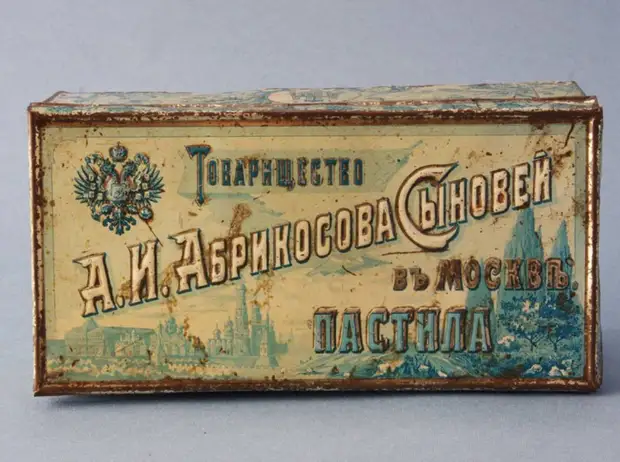 Товарищество
А.И. Абрикосова Сыновей
въ Москвѣ.
ПАСТИЛА